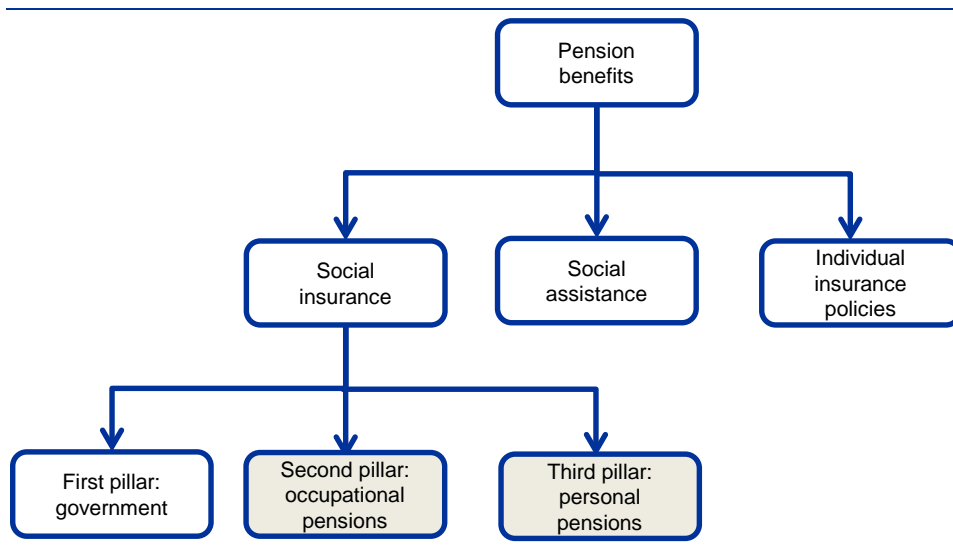 Pension
benefits
Social
insurance
Social
assistance
Individual
insurance
policies
First pillar:
government
Second pillar:
occupational
pensions
Third pillar:
personal
pensions